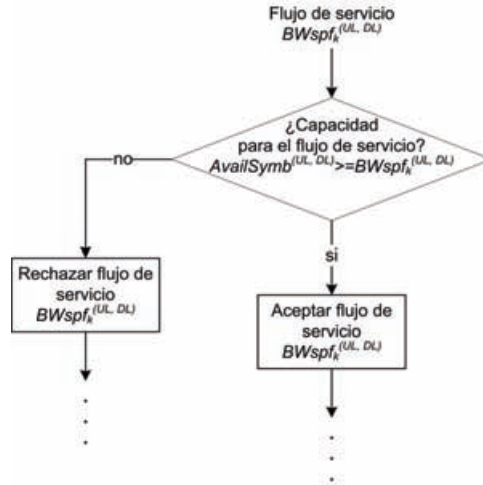 Flujo de servicio
BWspfₖ⁽ᵁᴸ, ᴰᴸ⁾
¿Capacidad
para el flujo de servicio?
AvailSymb⁽ᵁᴸ, ᴰᴸ⁾>=BWspfₖ⁽ᵁᴸ, ᴰᴸ⁾
no
si
Rechazar flujo de
servicio
BWspfₖ⁽ᵁᴸ, ᴰᴸ⁾
Aceptar flujo de
servicio
BWspfₖ⁽ᵁᴸ, ᴰᴸ⁾